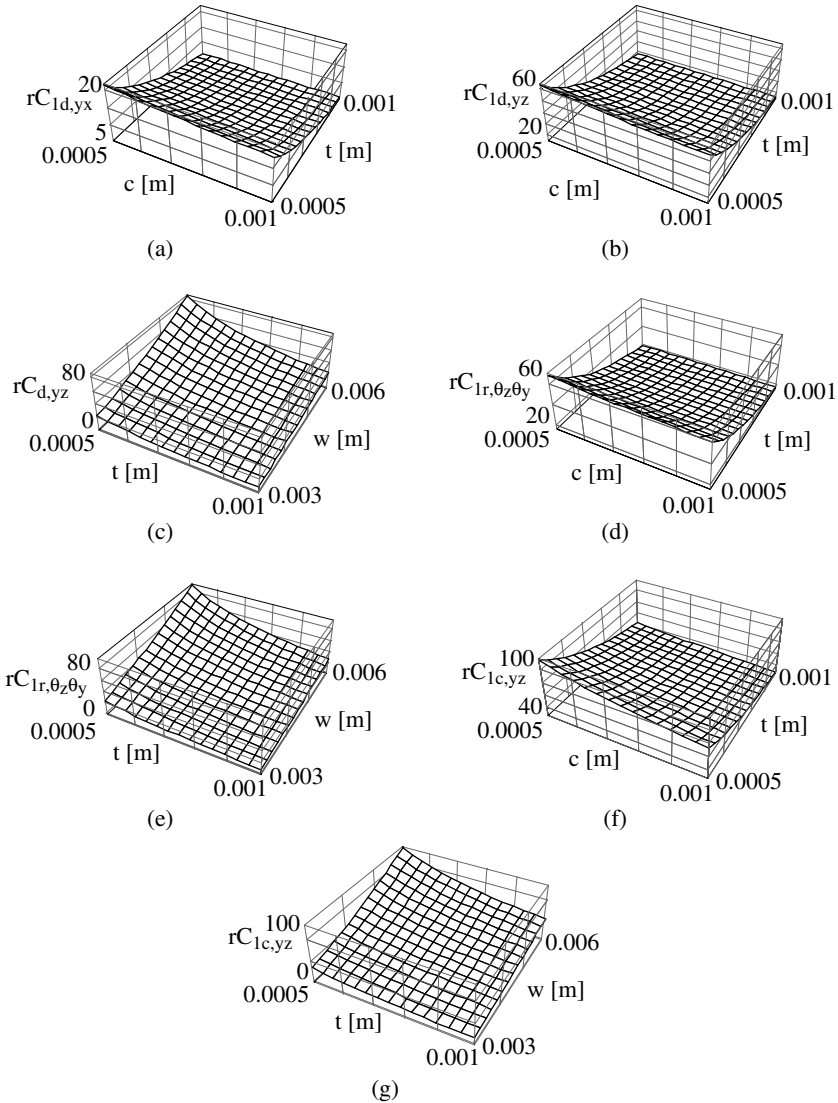 20
rC1d,yx
5
0.0005
c [m]
0.001
0.0005
t [m]
0.001
(a)
60
rC1d,yz
20
0.0005
c [m]
0.001
0.0005
t [m]
0.001
(b)
80
rCd,yz
0
0.0005
t [m]
0.001
0.003
w [m]
0.006
(c)
60
rC1r,θzθy
20
0.0005
c [m]
0.001
0.0005
t [m]
0.001
(d)
80
rC1r,θzθy
0
0.0005
t [m]
0.001
0.003
w [m]
0.006
(e)
100
rC1c,yz
40
0.0005
c [m]
0.001
0.0005
t [m]
0.001
(f)
100
rC1c,yz
0
0.0005
t [m]
0.001
0.003
w [m]
0.006
(g)